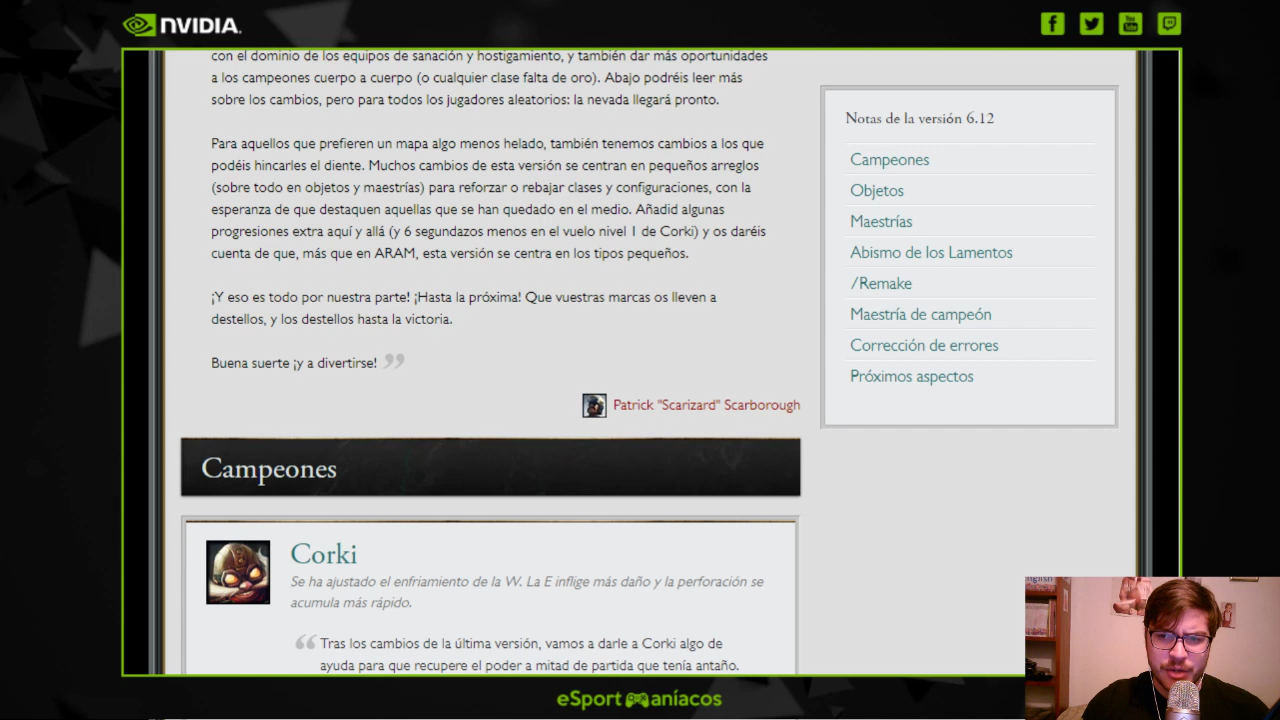 NVIDIA.
con el dominio de los equipos de sanación y hostigamiento, y también dar más oportunidades
a los campeones cuerpo a cuerpo (o cualquier clase falta de oro). Abajo podréis leer más
sobre los cambios, pero para todos los jugadores aleatorios: la nevada llegará pronto.
Para aquellos que prefieren un mapa algo menos helado, también tenemos cambios a los que
podéis hincarles el diente. Muchos cambios de esta versión se centran en pequeños arreglos
(sobre todo en objetos y maestrías) para reforzar o rebajar clases y configuraciones, con la
esperanza de que destaquen aquellas que se han quedado en el medio. Añadid algunas
progresiones extra aquí y allá (y 6 segundazos menos en el vuelo nivel 1 de Corki) y os daréis
cuenta de que, más que en ARAM, esta versión se centra en los tipos pequeños.
¡Y eso es todo por nuestra parte! ¡Hasta la próxima! Que vuestras marcas os lleven a
destellos, y los destellos hasta la victoria.
Buena suerte ¡y a divertirse! ”
Patrick "Scarizard" Scarborough
Notas de la versión 6.12
Campeones
Objetos
Maestrías
Abismo de los Lamentos
/Remake
Maestría de campeón
Corrección de errores
Próximos aspectos
Campeones
Corki
Se ha ajustado el enfriamiento de la W. La E inflige más daño y la perforación se
acumula más rápido.
“ Tras los cambios de la última versión, vamos a darle a Corki algo de
ayuda para que recupere el poder a mitad de partida que tenía antaño.
English
eSport aníacos